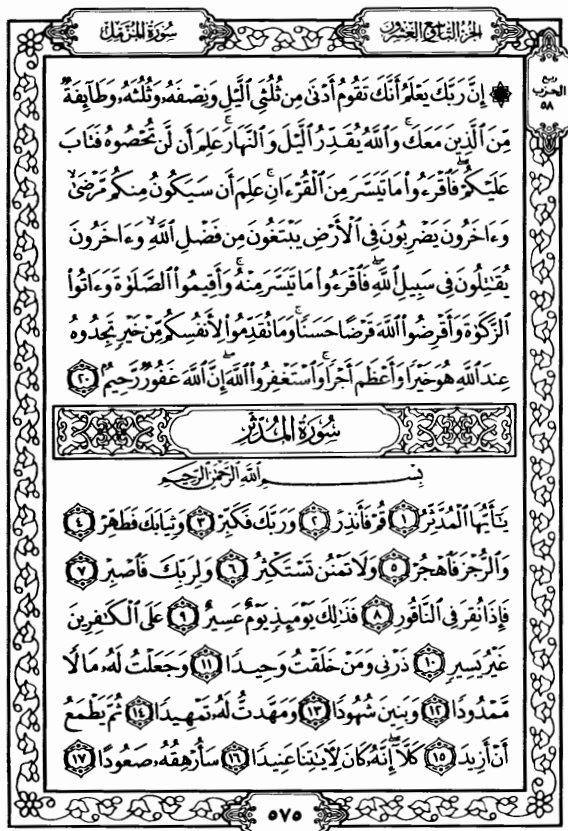 سُورَةُ المُزَّمِّل
الجُزْءُ التَّاسِعُ وَالعِشْرُونَ
ربع
الحزب
٥٨
۞ إِنَّ رَبَّكَ يَعْلَمُ أَنَّكَ تَقُومُ أَدْنَىٰ مِن ثُلُثَىِ ٱلَّيْلِ وَنِصْفَهُۥ وَثُلُثَهُۥ وَطَآئِفَةٌ
مِّنَ ٱلَّذِينَ مَعَكَ ۚ وَٱللَّهُ يُقَدِّرُ ٱلَّيْلَ وَٱلنَّهَارَ ۚ عَلِمَ أَن لَّن تُحْصُوهُ فَتَابَ
عَلَيْكُمْ ۖ فَٱقْرَءُوا۟ مَا تَيَسَّرَ مِنَ ٱلْقُرْءَانِ ۚ عَلِمَ أَن سَيَكُونُ مِنكُم مَّرْضَىٰ ۙ
وَءَاخَرُونَ يَضْرِبُونَ فِى ٱلْأَرْضِ يَبْتَغُونَ مِن فَضْلِ ٱللَّهِ ۙ وَءَاخَرُونَ
يُقَٰتِلُونَ فِى سَبِيلِ ٱللَّهِ ۖ فَٱقْرَءُوا۟ مَا تَيَسَّرَ مِنْهُ ۚ وَأَقِيمُوا۟ ٱلصَّلَوٰةَ وَءَاتُوا۟
ٱلزَّكَوٰةَ وَأَقْرِضُوا۟ ٱللَّهَ قَرْضًا حَسَنًا ۚ وَمَا تُقَدِّمُوا۟ لِأَنفُسِكُم مِّنْ خَيْرٍ تَجِدُوهُ
عِندَ ٱللَّهِ هُوَ خَيْرًا وَأَعْظَمَ أَجْرًا ۚ وَٱسْتَغْفِرُوا۟ ٱللَّهَ ۖ إِنَّ ٱللَّهَ غَفُورٌ رَّحِيمٌۢ ٢٠
سُورَةُ المُدَّثِّر
بِسْمِ ٱللَّهِ ٱلرَّحْمَٰنِ ٱلرَّحِيمِ
يَٰٓأَيُّهَا ٱلْمُدَّثِّرُ ١ قُمْ فَأَنذِرْ ٢ وَرَبَّكَ فَكَبِّرْ ٣ وَثِيَابَكَ فَطَهِّرْ ٤
وَٱلرُّجْزَ فَٱهْجُرْ ٥ وَلَا تَمْنُن تَسْتَكْثِرُ ٦ وَلِرَبِّكَ فَٱصْبِرْ ٧
فَإِذَا نُقِرَ فِى ٱلنَّاقُورِ ٨ فَذَٰلِكَ يَوْمَئِذٍ يَوْمٌ عَسِيرٌ ٩ عَلَى ٱلْكَٰفِرِينَ
غَيْرُ يَسِيرٍ ١٠ ذَرْنِى وَمَنْ خَلَقْتُ وَحِيدًا ١١ وَجَعَلْتُ لَهُۥ مَالًا
مَّمْدُودًا ١٢ وَبَنِينَ شُهُودًا ١٣ وَمَهَّدتُّ لَهُۥ تَمْهِيدًا ١٤ ثُمَّ يَطْمَعُ
أَنْ أَزِيدَ ١٥ كَلَّآ ۖ إِنَّهُۥ كَانَ لِءَايَٰتِنَا عَنِيدًا ١٦ سَأُرْهِقُهُۥ صَعُودًا ١٧
٥٧٥